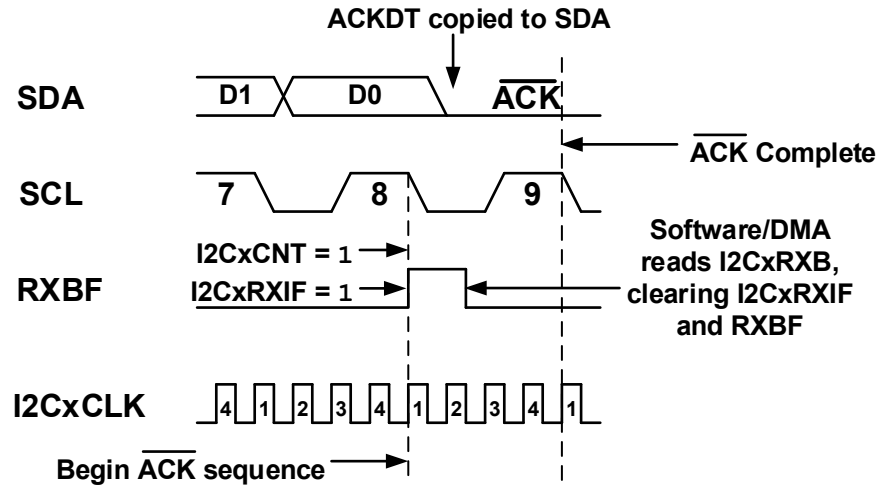 ACKDT copied to SDA
SDA
D1
D0
ACK
ACK Complete
SCL
7
8
9
I2CxCNT = 1
Software/DMA
reads I2CxRXB,
clearing I2CxRXIF
and RXBF
RXBF
I2CxRXIF = 1
I2CxCLK
4 1 2 3 4 1 2 3 4 1
Begin ACK sequence